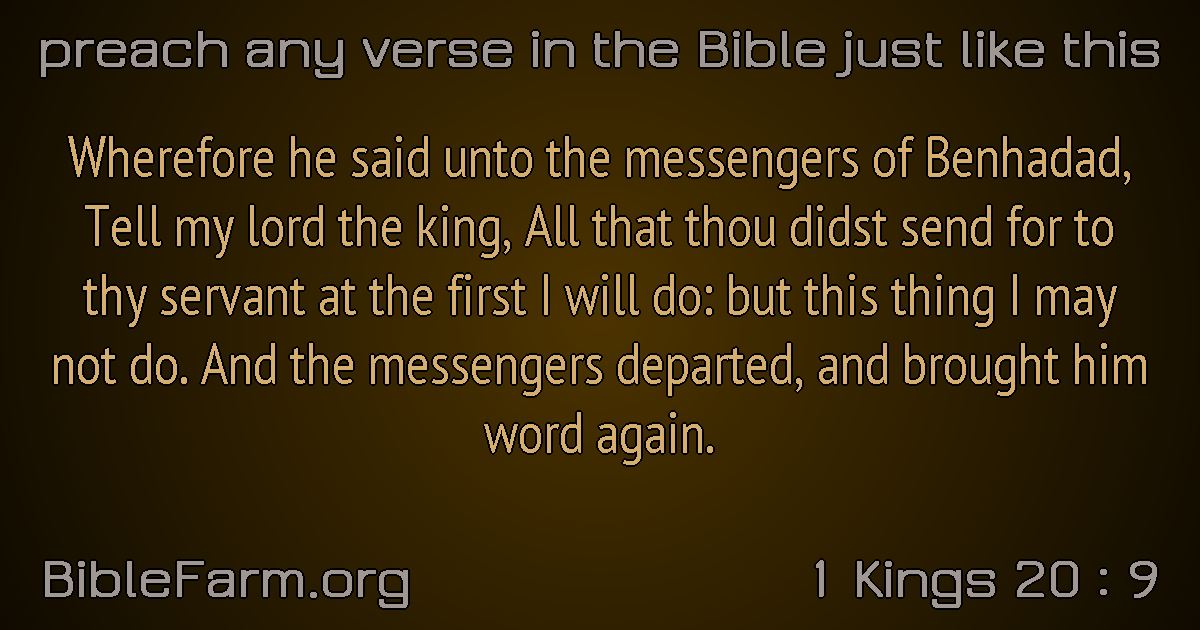 preach any verse in the Bible just like this
Wherefore he said unto the messengers of Benhadad,
Tell my lord the king, All that thou didst send for to
thy servant at the first I will do: but this thing I may
not do. And the messengers departed, and brought him
word again.
BibleFarm.org
1 Kings 20 : 9